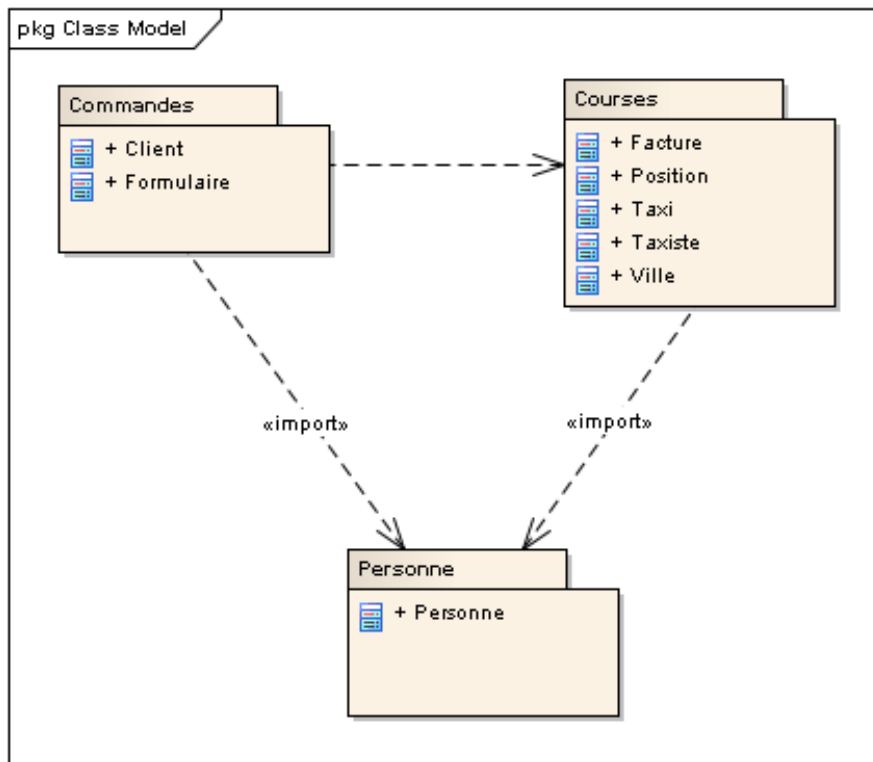 pkg Class Model
Commandes
+ Client
+ Formulaire
Courses
+ Facture
+ Position
+ Taxi
+ Taxiste
+ Ville
«import»
«import»
Personne
+ Personne